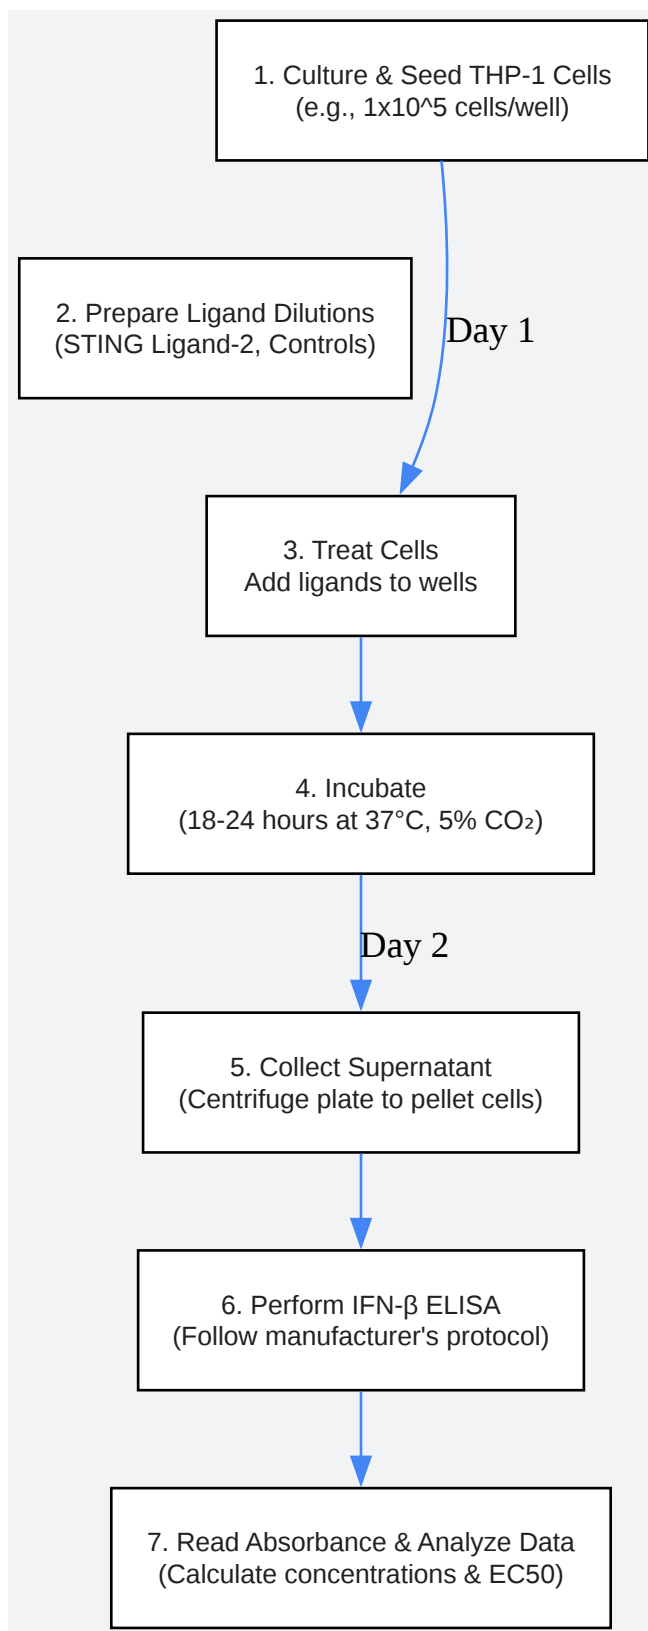 1. Culture & Seed THP-1 Cells
(e.g., 1x10^5 cells/well)
2. Prepare Ligand Dilutions
(STING Ligand-2, Controls)
Day 1
3. Treat Cells
Add ligands to wells
4. Incubate
(18-24 hours at 37°C, 5% CO₂)
Day 2
5. Collect Supernatant
(Centrifuge plate to pellet cells)
6. Perform IFN-β ELISA
(Follow manufacturer's protocol)
7. Read Absorbance & Analyze Data
(Calculate concentrations & EC50)